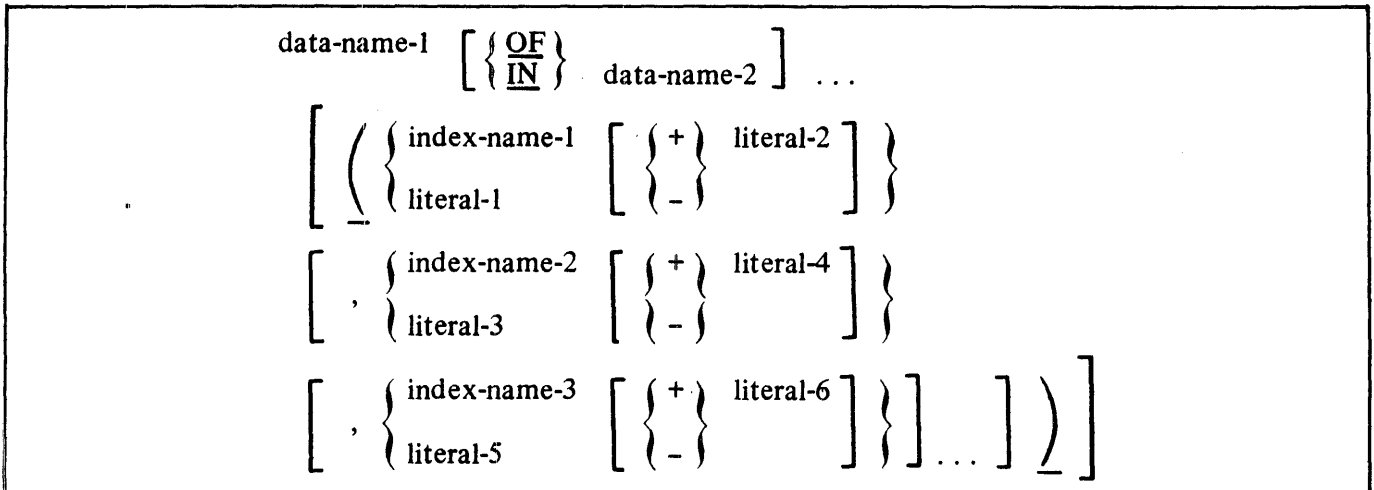 data-name-1 [ { OF
IN } data-name-2 ] ...
[ ( { index-name-1 [ { + literal-2
literal-1 - } ] }
[ , { index-name-2 [ { + literal-4
literal-3 - } ] }
[ , { index-name-3 [ { + literal-6
literal-5 - } ] } ] ... ] ) ]